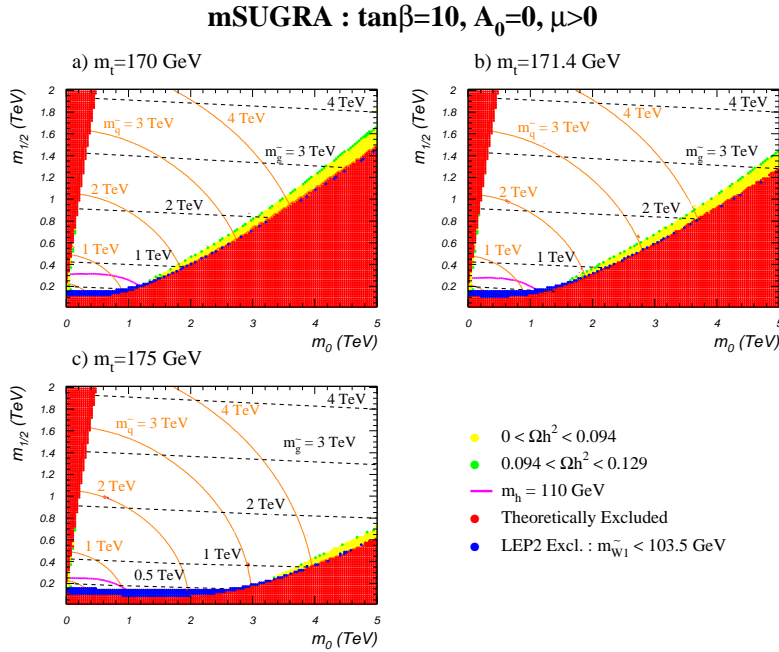 mSUGRA : tanβ=10, A₀=0, μ>0
a) mₜ=170 GeV
m₁/₂ (TeV)
2
1.8
1.6
1.4
1.2
1
0.8
0.6
0.4
0.2
4 TeV
4 TeV
m_q̃ = 3 TeV
m_g̃ = 3 TeV
2 TeV
2 TeV
1 TeV
1 TeV
0 1 2 3 4 5
m₀ (TeV)
b) mₜ=171.4 GeV
m₁/₂ (TeV)
2
1.8
1.6
1.4
1.2
1
0.8
0.6
0.4
0.2
4 TeV
4 TeV
m_q̃ = 3 TeV
m_g̃ = 3 TeV
2 TeV
2 TeV
1 TeV
1 TeV
0 1 2 3 4 5
m₀ (TeV)
c) mₜ=175 GeV
m₁/₂ (TeV)
2
1.8
1.6
1.4
1.2
1
0.8
0.6
0.4
0.2
4 TeV
4 TeV
m_q̃ = 3 TeV
m_g̃ = 3 TeV
2 TeV
2 TeV
1 TeV
1 TeV
0.5 TeV
0 1 2 3 4 5
m₀ (TeV)
0 < Ωh² < 0.094
0.094 < Ωh² < 0.129
m_h = 110 GeV
Theoretically Excluded
LEP2 Excl. : m_W̃1 < 103.5 GeV